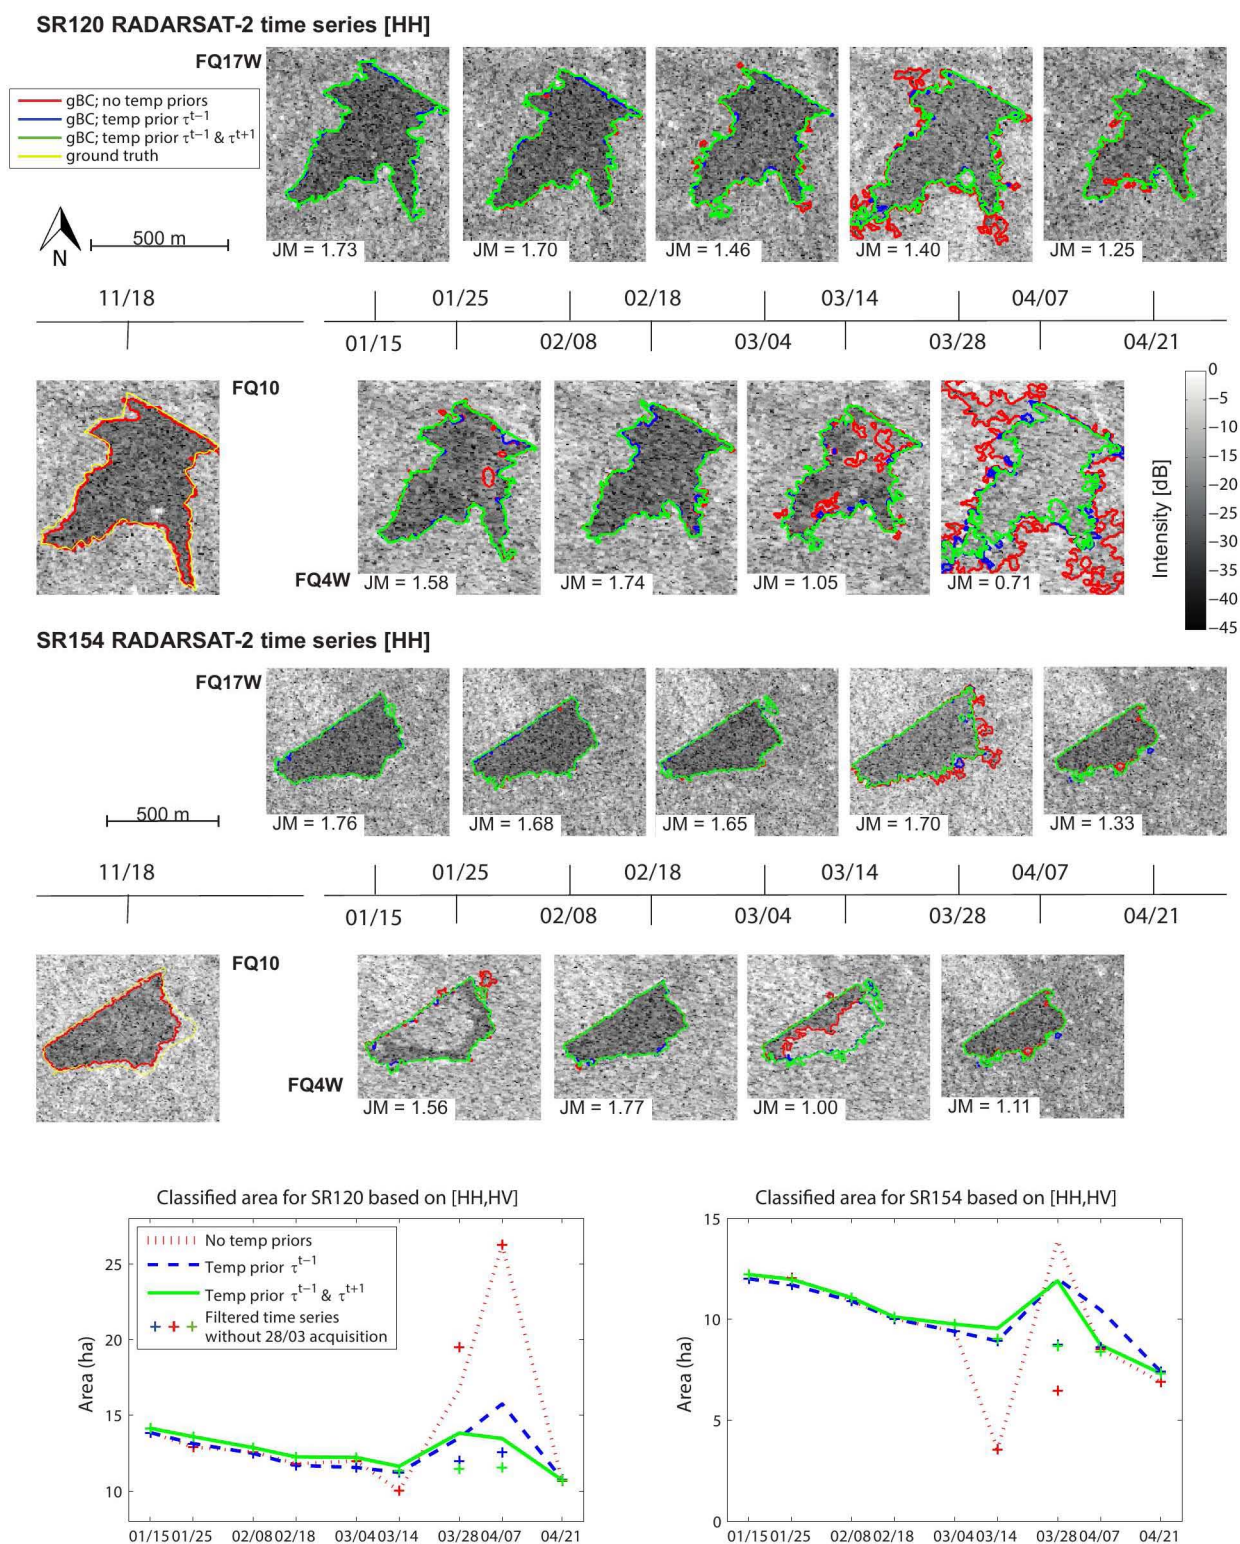 SR120 RADARSAT-2 time series [HH]
FQ17W
gBC; no temp priors
gBC; temp prior τt−1
gBC; temp prior τt−1 & τt+1
ground truth
N
500 m
JM = 1.73
JM = 1.70
JM = 1.46
JM = 1.40
JM = 1.25
11/18
01/25
02/18
03/14
04/07
01/15
02/08
03/04
03/28
04/21
FQ10
FQ4W
JM = 1.58
JM = 1.74
JM = 1.05
JM = 0.71
Intensity [dB]
0
−5
−10
−15
−20
−25
−30
−35
−40
−45
SR154 RADARSAT-2 time series [HH]
FQ17W
500 m
JM = 1.76
JM = 1.68
JM = 1.65
JM = 1.70
JM = 1.33
11/18
01/25
02/18
03/14
04/07
01/15
02/08
03/04
03/28
04/21
FQ10
FQ4W
JM = 1.56
JM = 1.77
JM = 1.00
JM = 1.11
Classified area for SR120 based on [HH,HV]
No temp priors
Temp prior τt−1
Temp prior τt−1 & τt+1
Filtered time series
without 28/03 acquisition
Area (ha)
25
20
15
10
01/15 01/25 02/08 02/18 03/04 03/14 03/28 04/07 04/21
Classified area for SR154 based on [HH,HV]
Area (ha)
15
10
5
0
01/15 01/25 02/08 02/18 03/04 03/14 03/28 04/07 04/21